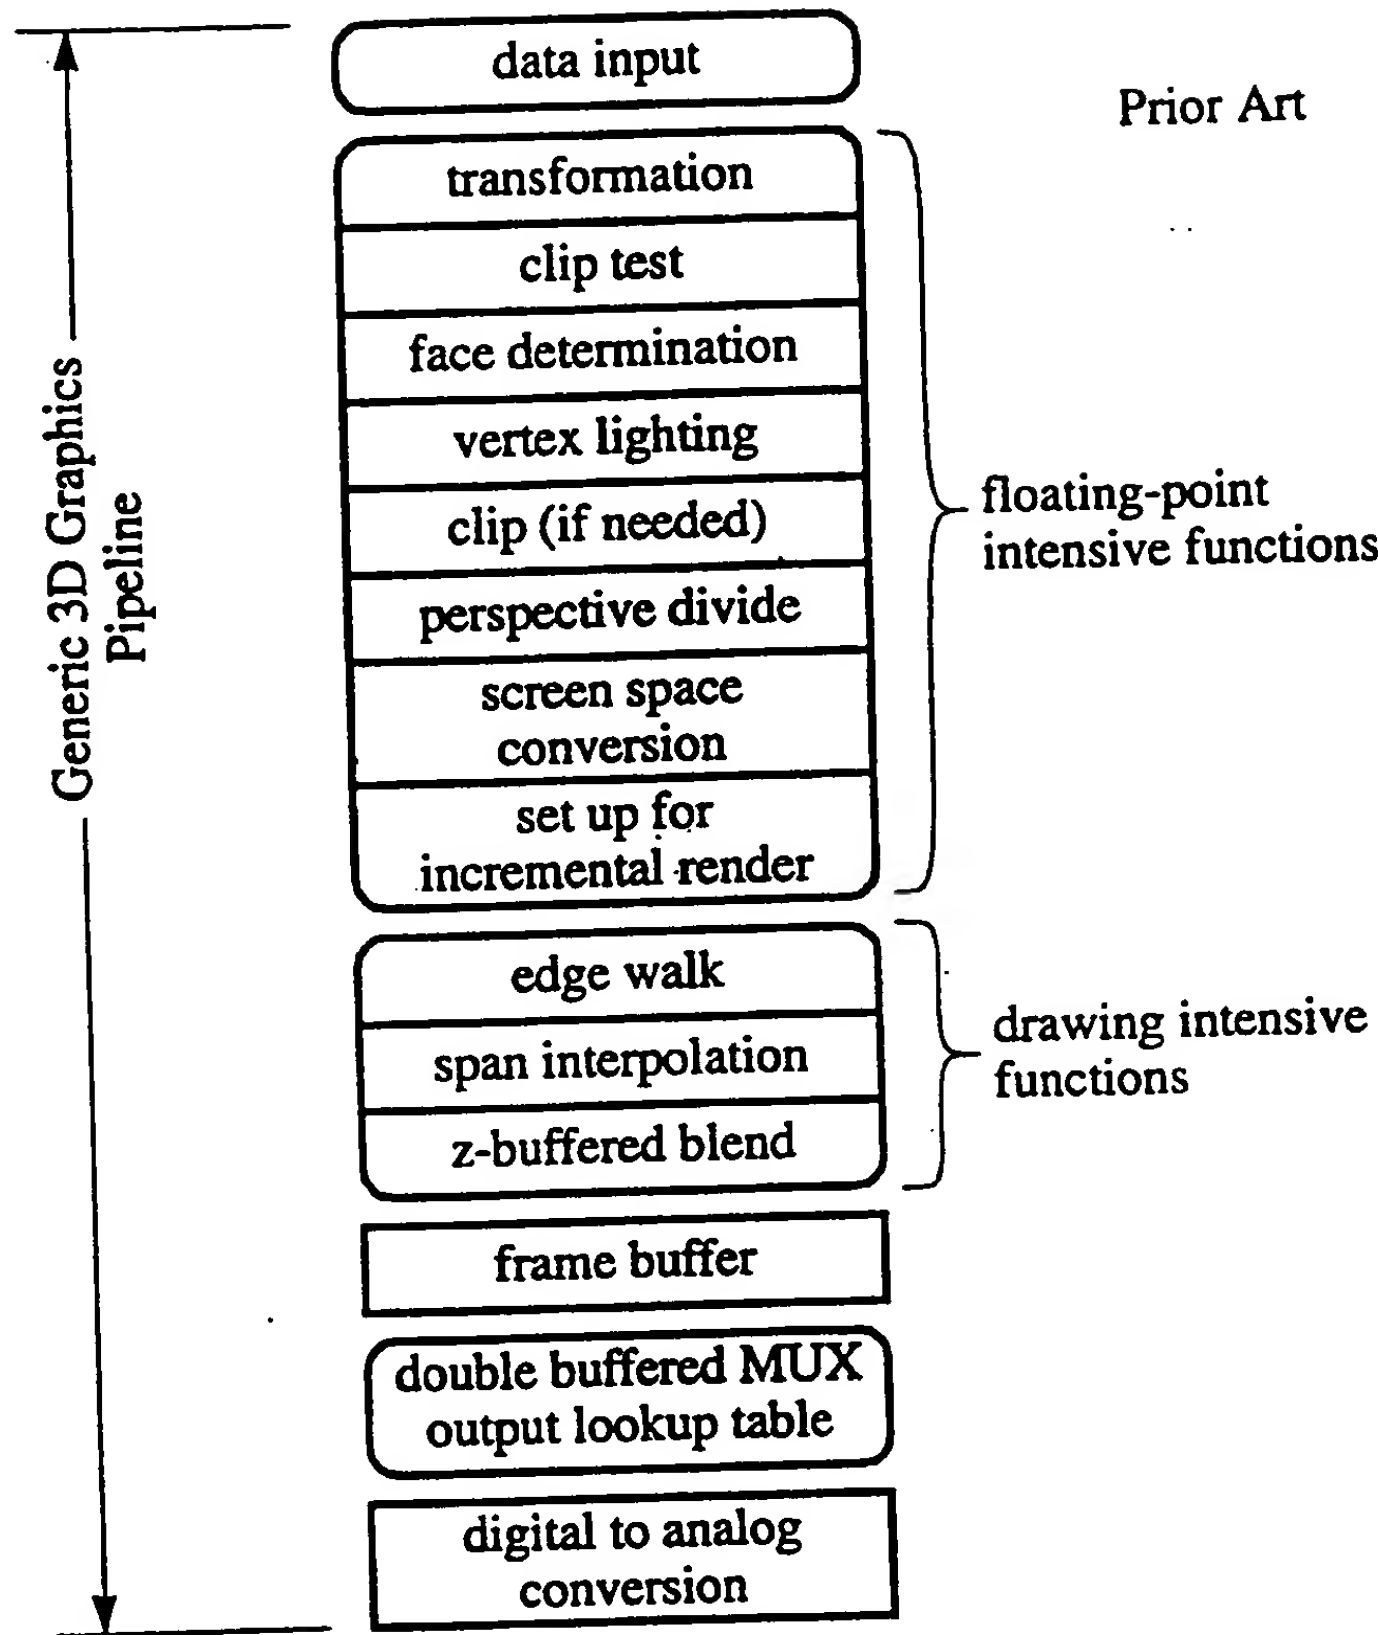 data input
Prior Art
transformation
clip test
face determination
vertex lighting
clip (if needed)
perspective divide
screen space
conversion
set up for
incremental render
floating-point
intensive functions
edge walk
span interpolation
z-buffered blend
drawing intensive
functions
frame buffer
double buffered MUX
output lookup table
digital to analog
conversion
Generic 3D Graphics
Pipeline